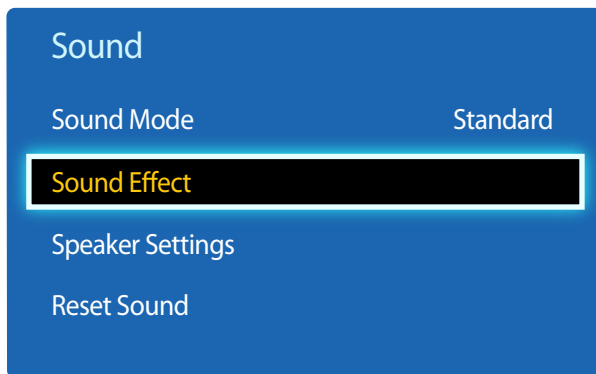 Sound
Sound Mode Standard
Sound Effect
Speaker Settings
Reset Sound